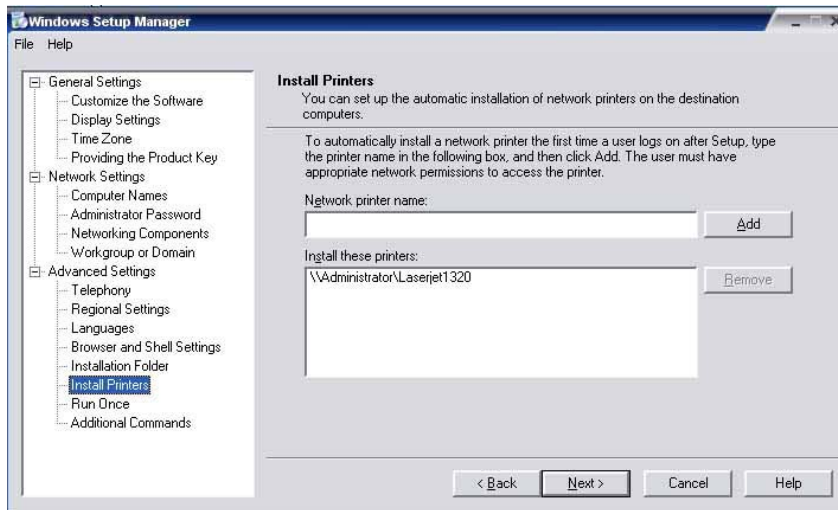 Windows Setup Manager
File Help
General Settings
Customize the Software
Display Settings
Time Zone
Providing the Product Key
Network Settings
Computer Names
Administrator Password
Networking Components
Workgroup or Domain
Advanced Settings
Telephony
Regional Settings
Languages
Browser and Shell Settings
Installation Folder
Install Printers
Run Once
Additional Commands
Install Printers
You can set up the automatic installation of network printers on the destination
computers.
To automatically install a network printer the first time a user logs on after Setup, type
the printer name in the following box, and then click Add. The user must have
appropriate network permissions to access the printer.
Network printer name:
Add
Install these printers:
\\Administrator\Laserjet1320
Remove
< Back Next > Cancel Help